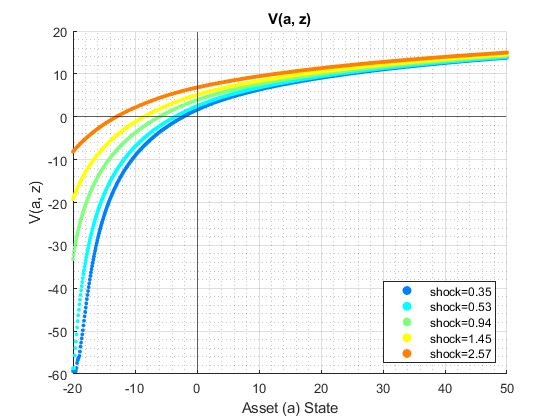 V(a, z)
20
10
0
-10
-20
-30
-40
-50
-60
V(a, z)
-20
-10
0
10
20
30
40
50
Asset (a) State
shock=0.35
shock=0.53
shock=0.94
shock=1.45
shock=2.57